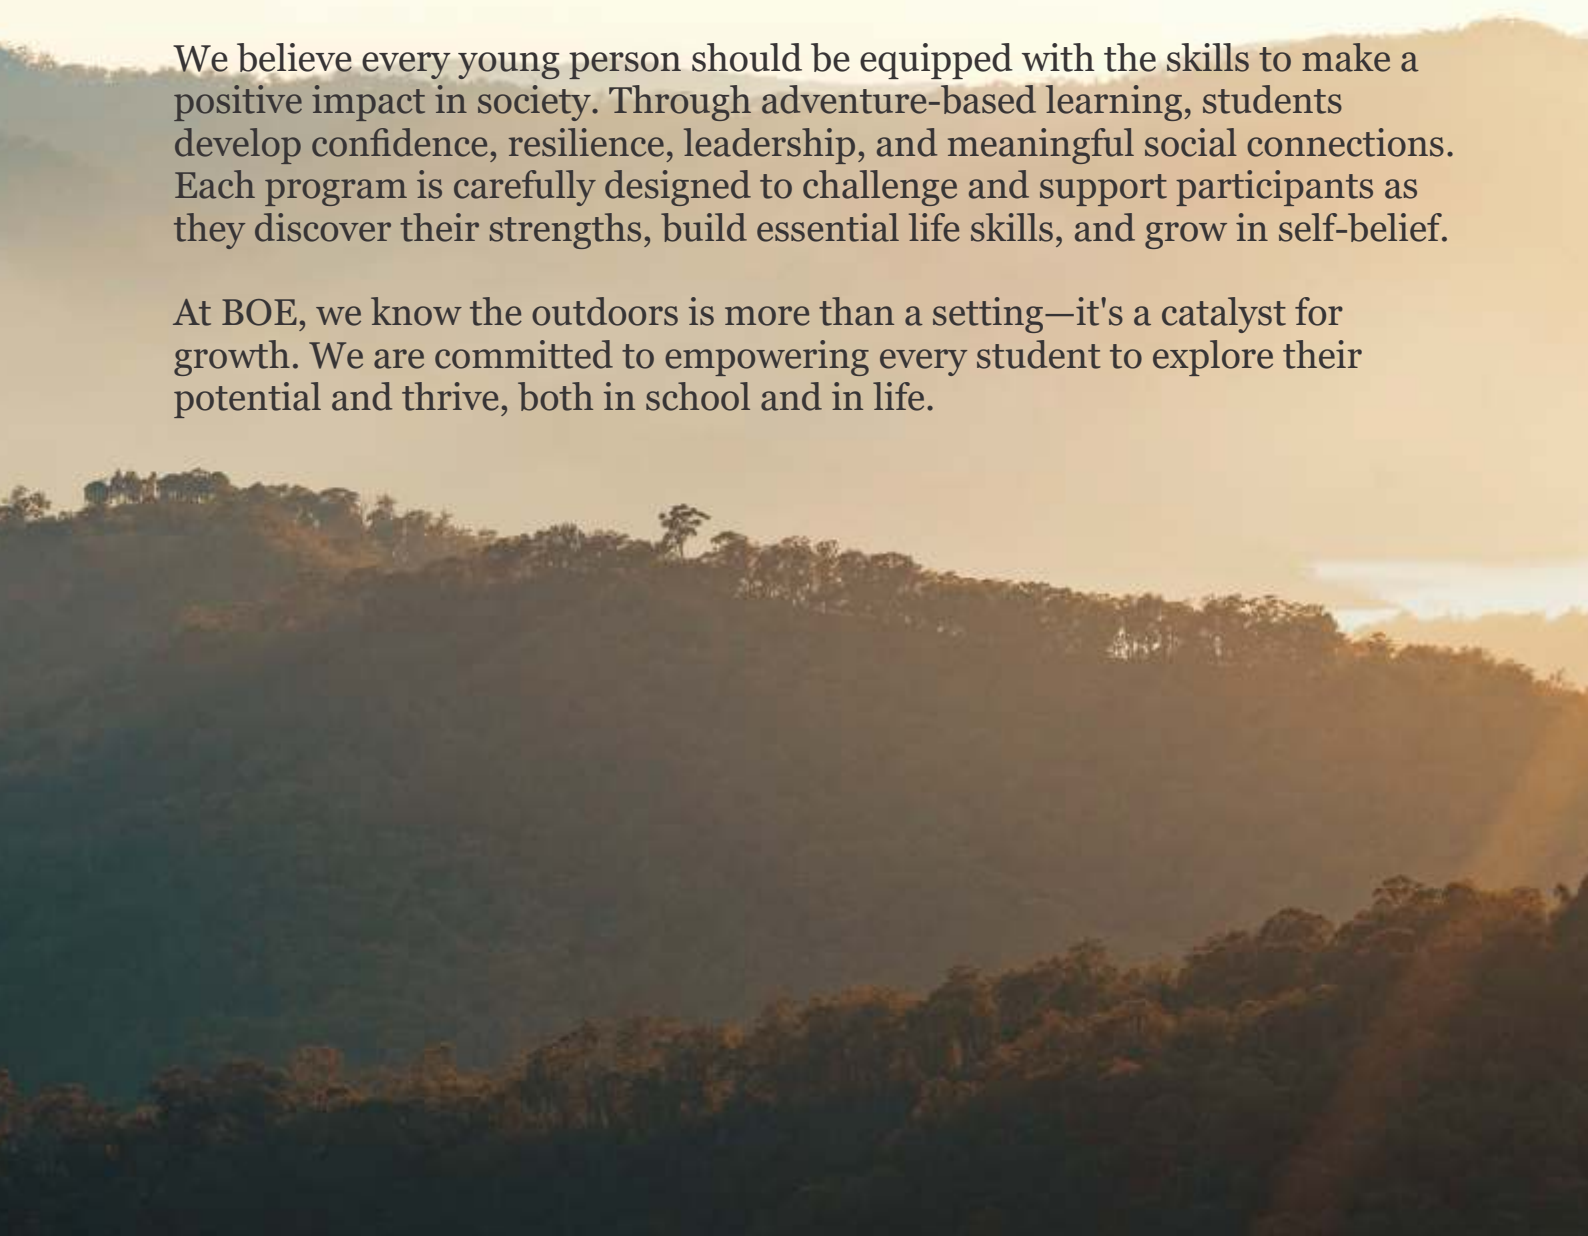 We believe every young person should be equipped with the skills to make a
positive impact in society. Through adventure-based learning, students
develop confidence, resilience, leadership, and meaningful social connections.
Each program is carefully designed to challenge and support participants as
they discover their strengths, build essential life skills, and grow in self-belief.
At BOE, we know the outdoors is more than a setting—it's a catalyst for
growth. We are committed to empowering every student to explore their
potential and thrive, both in school and in life.